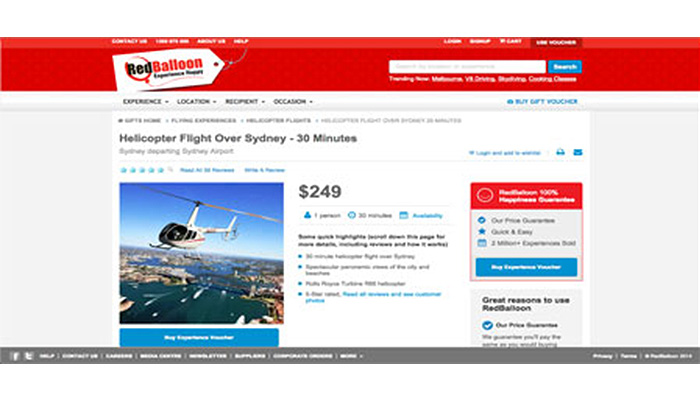 CONTACT US 1300 875 500 ABOUT US HELP
LOGIN SIGNUP CART USE VOUCHER
RedBalloon
Experience Happy
Search by location or experience Search
Trending Now: Melbourne, V8 Driving, Skydiving, Cooking Classes
EXPERIENCE LOCATION RECIPIENT OCCASION
BUY GIFT VOUCHER
GIFTS HOME > FLYING EXPERIENCES > HELICOPTER FLIGHTS > HELICOPTER FLIGHT OVER SYDNEY 30 MINUTES
Helicopter Flight Over Sydney - 30 Minutes
Sydney departing Sydney Airport
Login and add to wishlist
Read All 38 Reviews Write A Review
$249
1 person 30 minutes Availability
Some quick highlights (scroll down this page for
more details, including reviews and how it works)
30 minute helicopter flight over Sydney
Spectacular panoramic views of the city and
beaches
Rolls Royce Turbine R66 helicopter
5-Star rated, Read all reviews and see customer
photos
Buy Experience Voucher
RedBalloon 100%
Happiness Guarantee
Our Price Guarantee
Quick & Easy
2 Million+ Experiences Sold
Buy Experience Voucher
Great reasons to use
RedBalloon
Our Price Guarantee
We guarantee you'll pay the
same as you would buying
HELP CONTACT US CAREERS MEDIA CENTRE NEWSLETTER SUPPLIERS CORPORATE ORDERS MORE
Privacy Terms © RedBalloon 2014